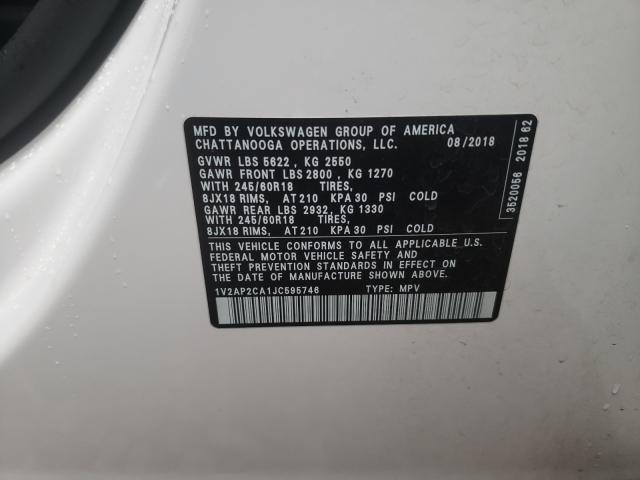 MFD BY VOLKSWAGEN GROUP OF AMERICA
CHATTANOOGA OPERATIONS, LLC. 08/2018
GVWR LBS 5622 , KG 2550
GAWR FRONT LBS 2800 , KG 1270
WITH 245/60R18 TIRES,
8JX18 RIMS, AT 210 KPA 30 PSI COLD
GAWR REAR LBS 2932, KG 1330
WITH 245/60R18 TIRES,
8JX18 RIMS, AT 210 KPA 30 PSI COLD
THIS VEHICLE CONFORMS TO ALL APPLICABLE U.S.
FEDERAL MOTOR VEHICLE SAFETY AND
THEFT PREVENTION STANDARDS IN EFFECT ON
THE DATE OF MANUFACTURE SHOWN ABOVE.
1V2AP2CA1JC595746 TYPE: MPV
3520056 2018 62